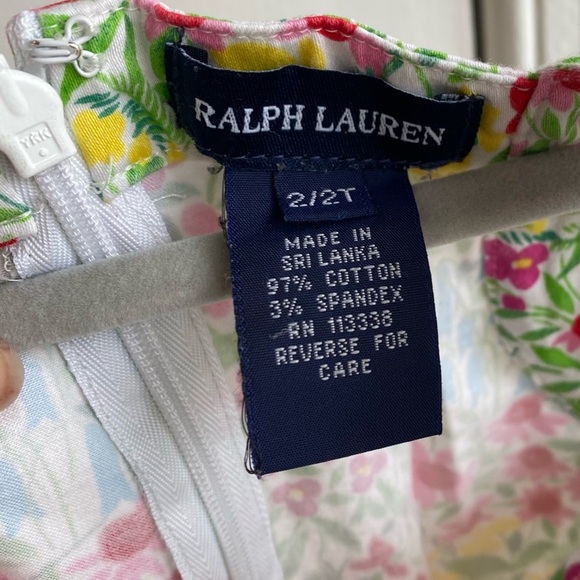 YKK
RALPH LAUREN
2/2T
MADE IN
SRI LANKA
97% COTTON
3% SPANDEX
RN 113338
REVERSE FOR
CARE